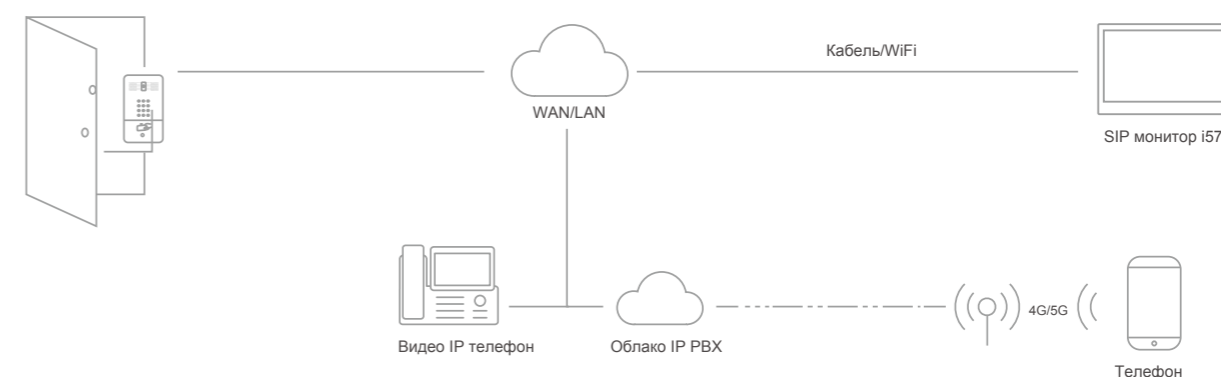 Кабель/WiFi
WAN/LAN
SIP монитор i57
4G/5G
Видео IP телефон
Облако IP PBX
Телефон